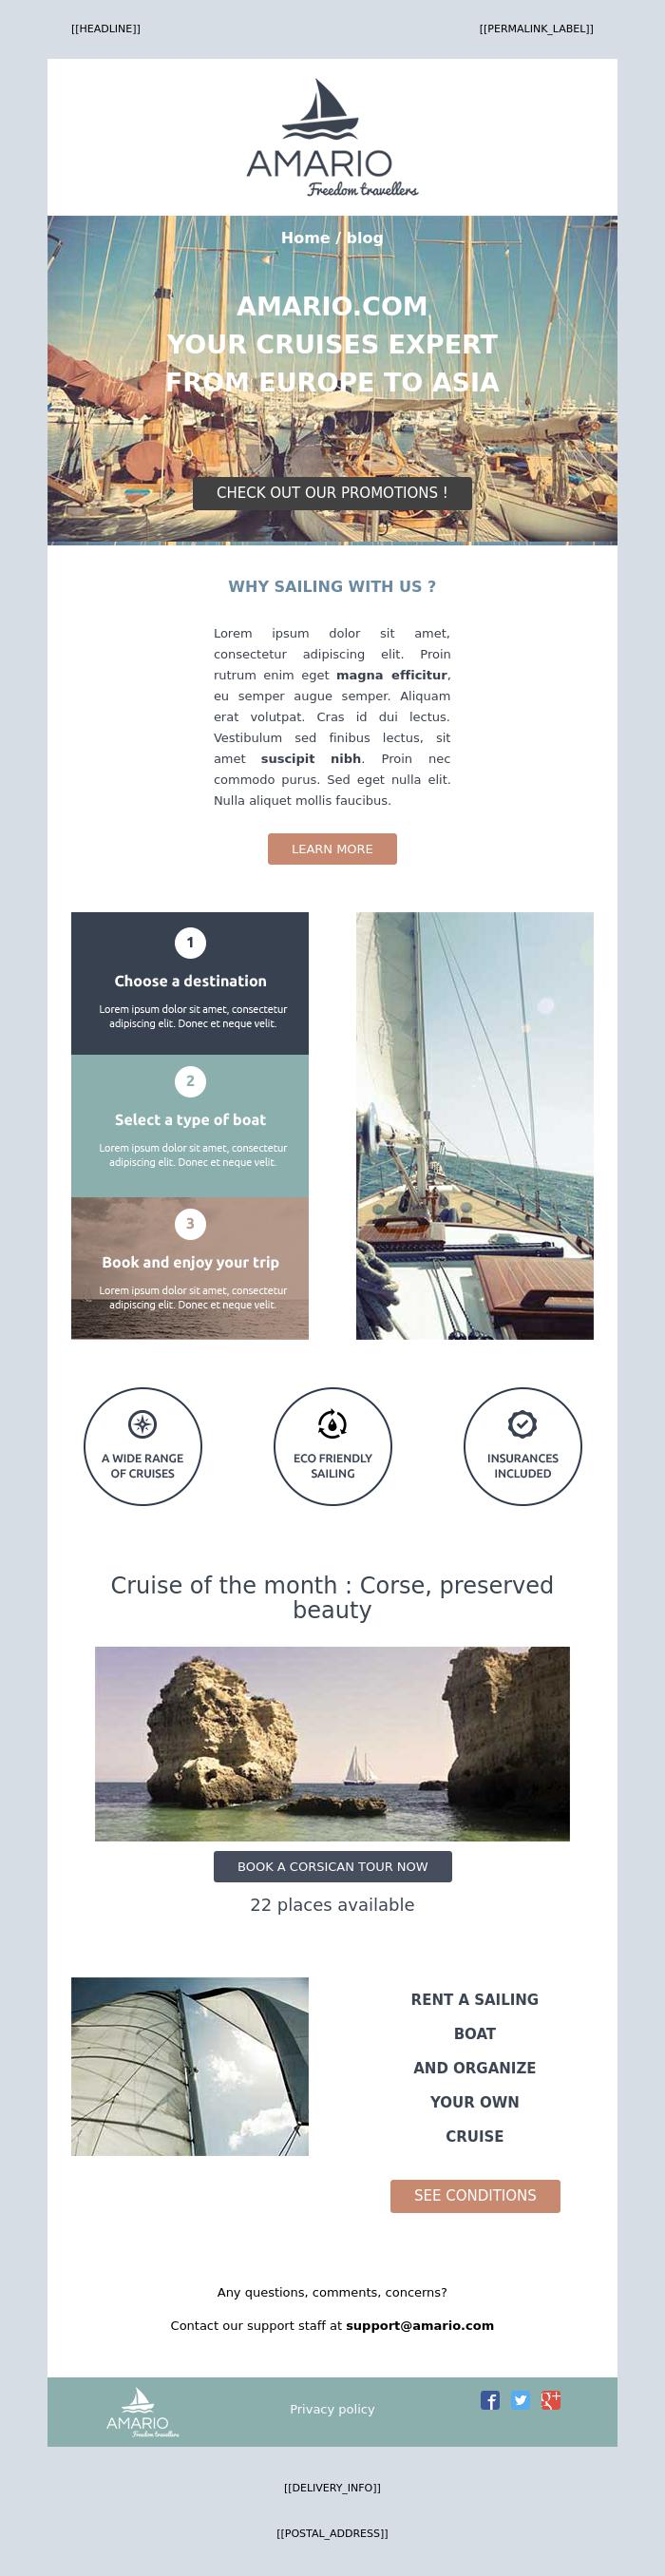 [[HEADLINE]]
[[PERMALINK_LABEL]]
AMARIO
Freedom travellers
Home / blog
AMARIO.COM
YOUR CRUISES EXPERT
FROM EUROPE TO ASIA
CHECK OUT OUR PROMOTIONS !
WHY SAILING WITH US ?
Lorem ipsum dolor sit amet,
consectetur adipiscing elit. Proin
rutrum enim eget magna efficitur,
eu semper augue semper. Aliquam
erat volutpat. Cras id dui lectus.
Vestibulum sed finibus lectus, sit
amet suscipit nibh. Proin nec
commodo purus. Sed eget nulla elit.
Nulla aliquet mollis faucibus.
LEARN MORE
1
Choose a destination
Lorem ipsum dolor sit amet, consectetur
adipiscing elit. Donec et neque velit.
2
Select a type of boat
Lorem ipsum dolor sit amet, consectetur
adipiscing elit. Donec et neque velit.
3
Book and enjoy your trip
Lorem ipsum dolor sit amet, consectetur
adipiscing elit. Donec et neque velit.
A WIDE RANGE
OF CRUISES
ECO FRIENDLY
SAILING
INSURANCES
INCLUDED
Cruise of the month : Corse, preserved
beauty
BOOK A CORSICAN TOUR NOW
22 places available
RENT A SAILING
BOAT
AND ORGANIZE
YOUR OWN
CRUISE
SEE CONDITIONS
Any questions, comments, concerns?
Contact our support staff at support@amario.com
AMARIO
Freedom travellers
Privacy policy
[[DELIVERY_INFO]]
[[POSTAL_ADDRESS]]